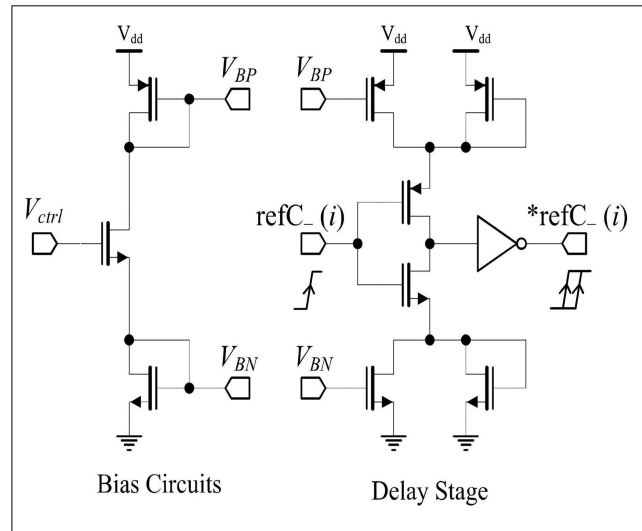 V_dd
V_BP
V_ctrl
V_BN
Bias Circuits
V_dd
V_dd
V_BP
refC_-(i)
*refC_-(i)
V_BN
Delay Stage